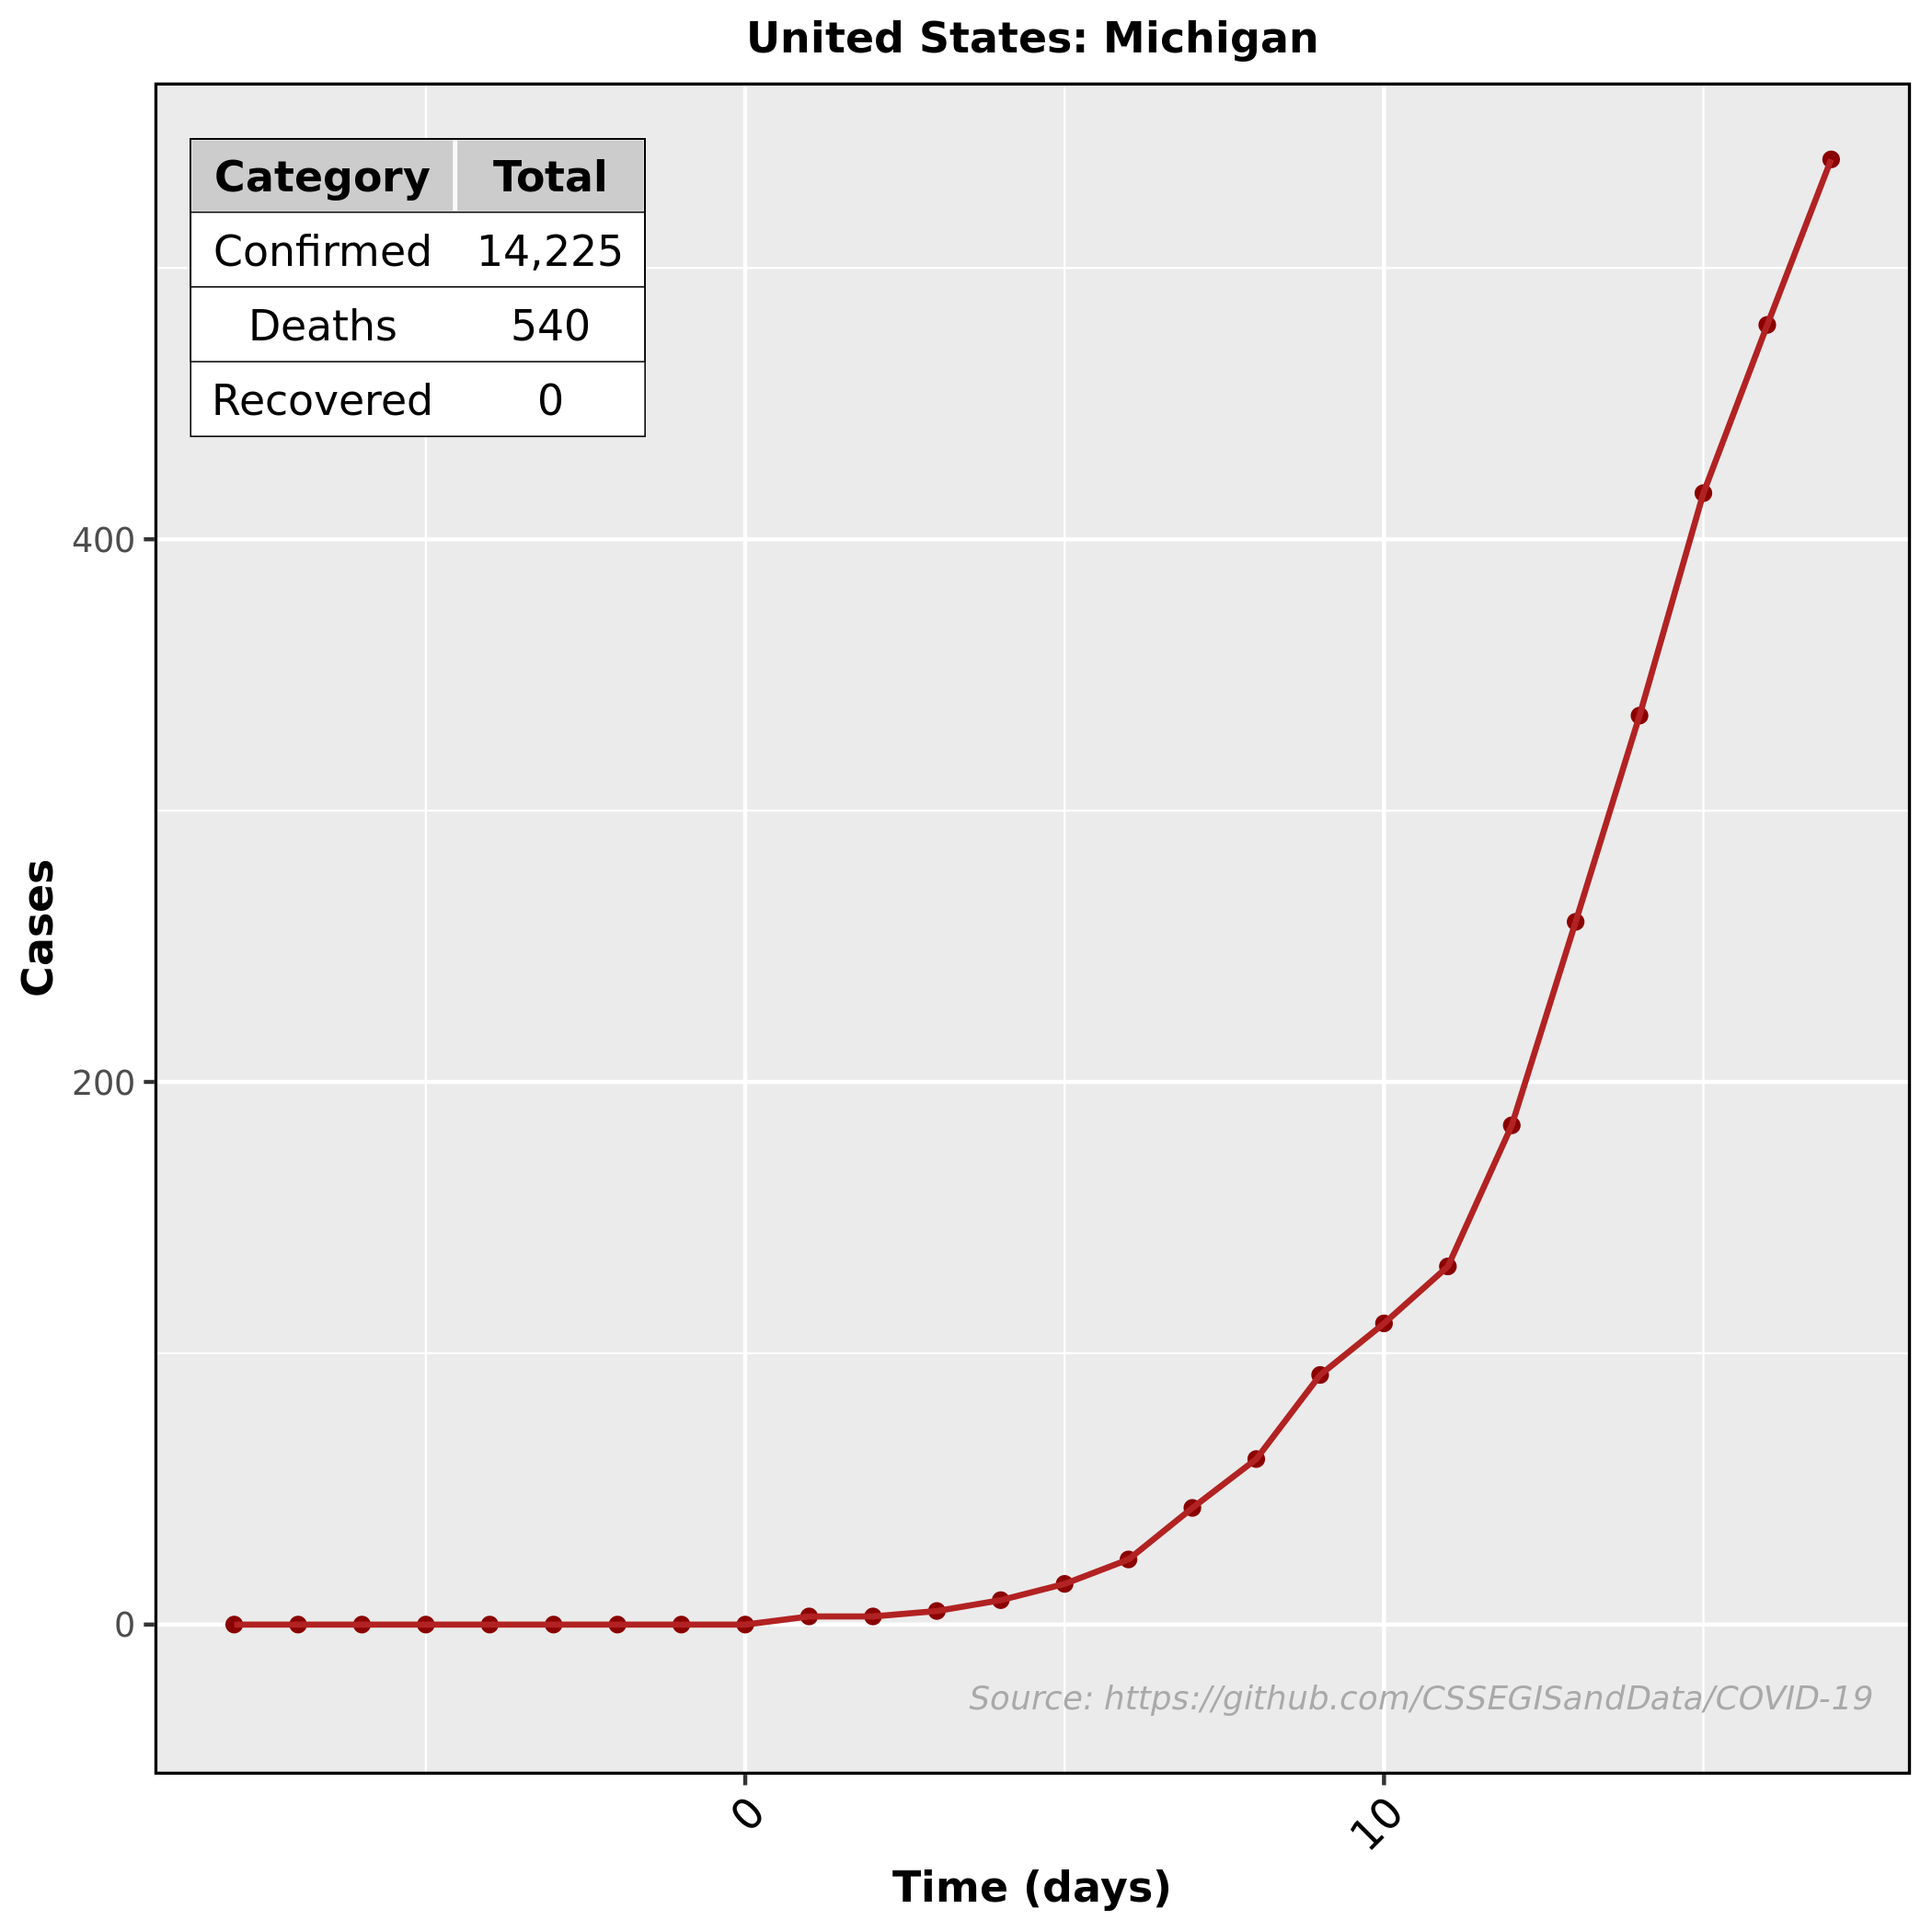 United States: Michigan
Category Total
Confirmed 14,225
Deaths 540
Recovered 0
400
200
0
Cases
Source: https://github.com/CSSEGISandData/COVID-19
0 10
Time (days)